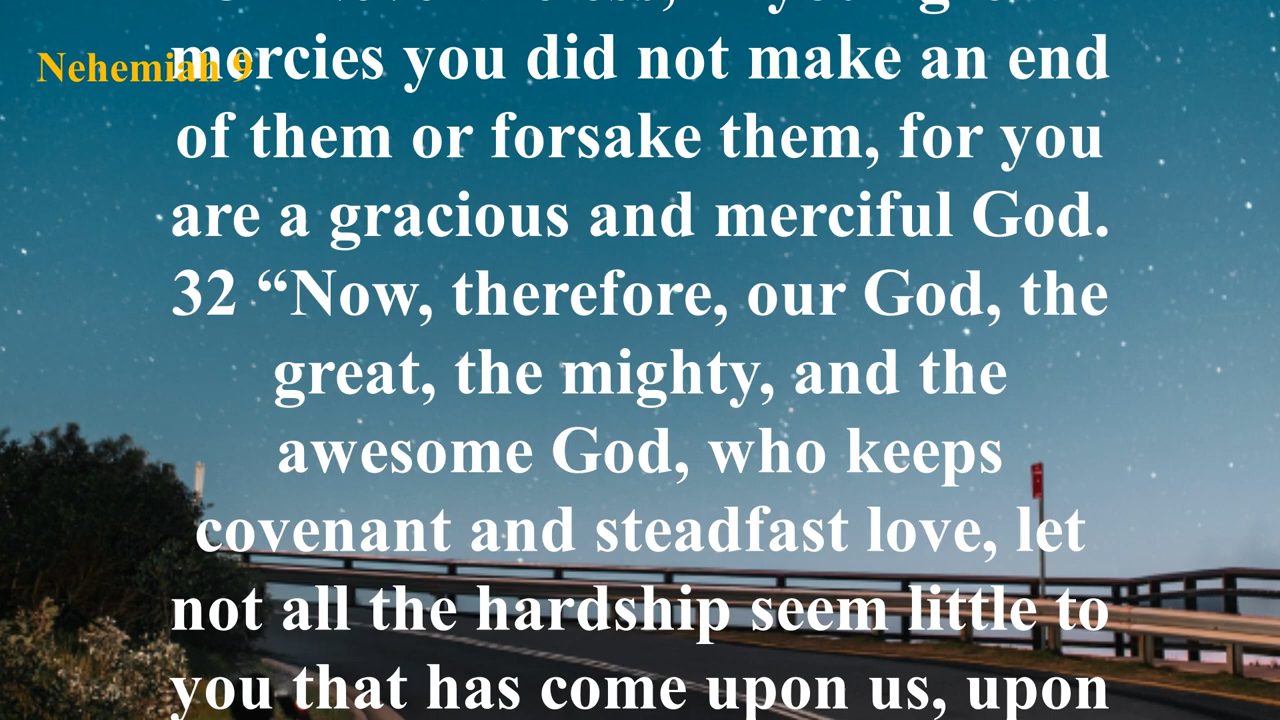 Nehemiah 9
mercies you did not make an end
of them or forsake them, for you
are a gracious and merciful God.
32 “Now, therefore, our God, the
great, the mighty, and the
awesome God, who keeps
covenant and steadfast love, let
not all the hardship seem little to
you that has come upon us, upon